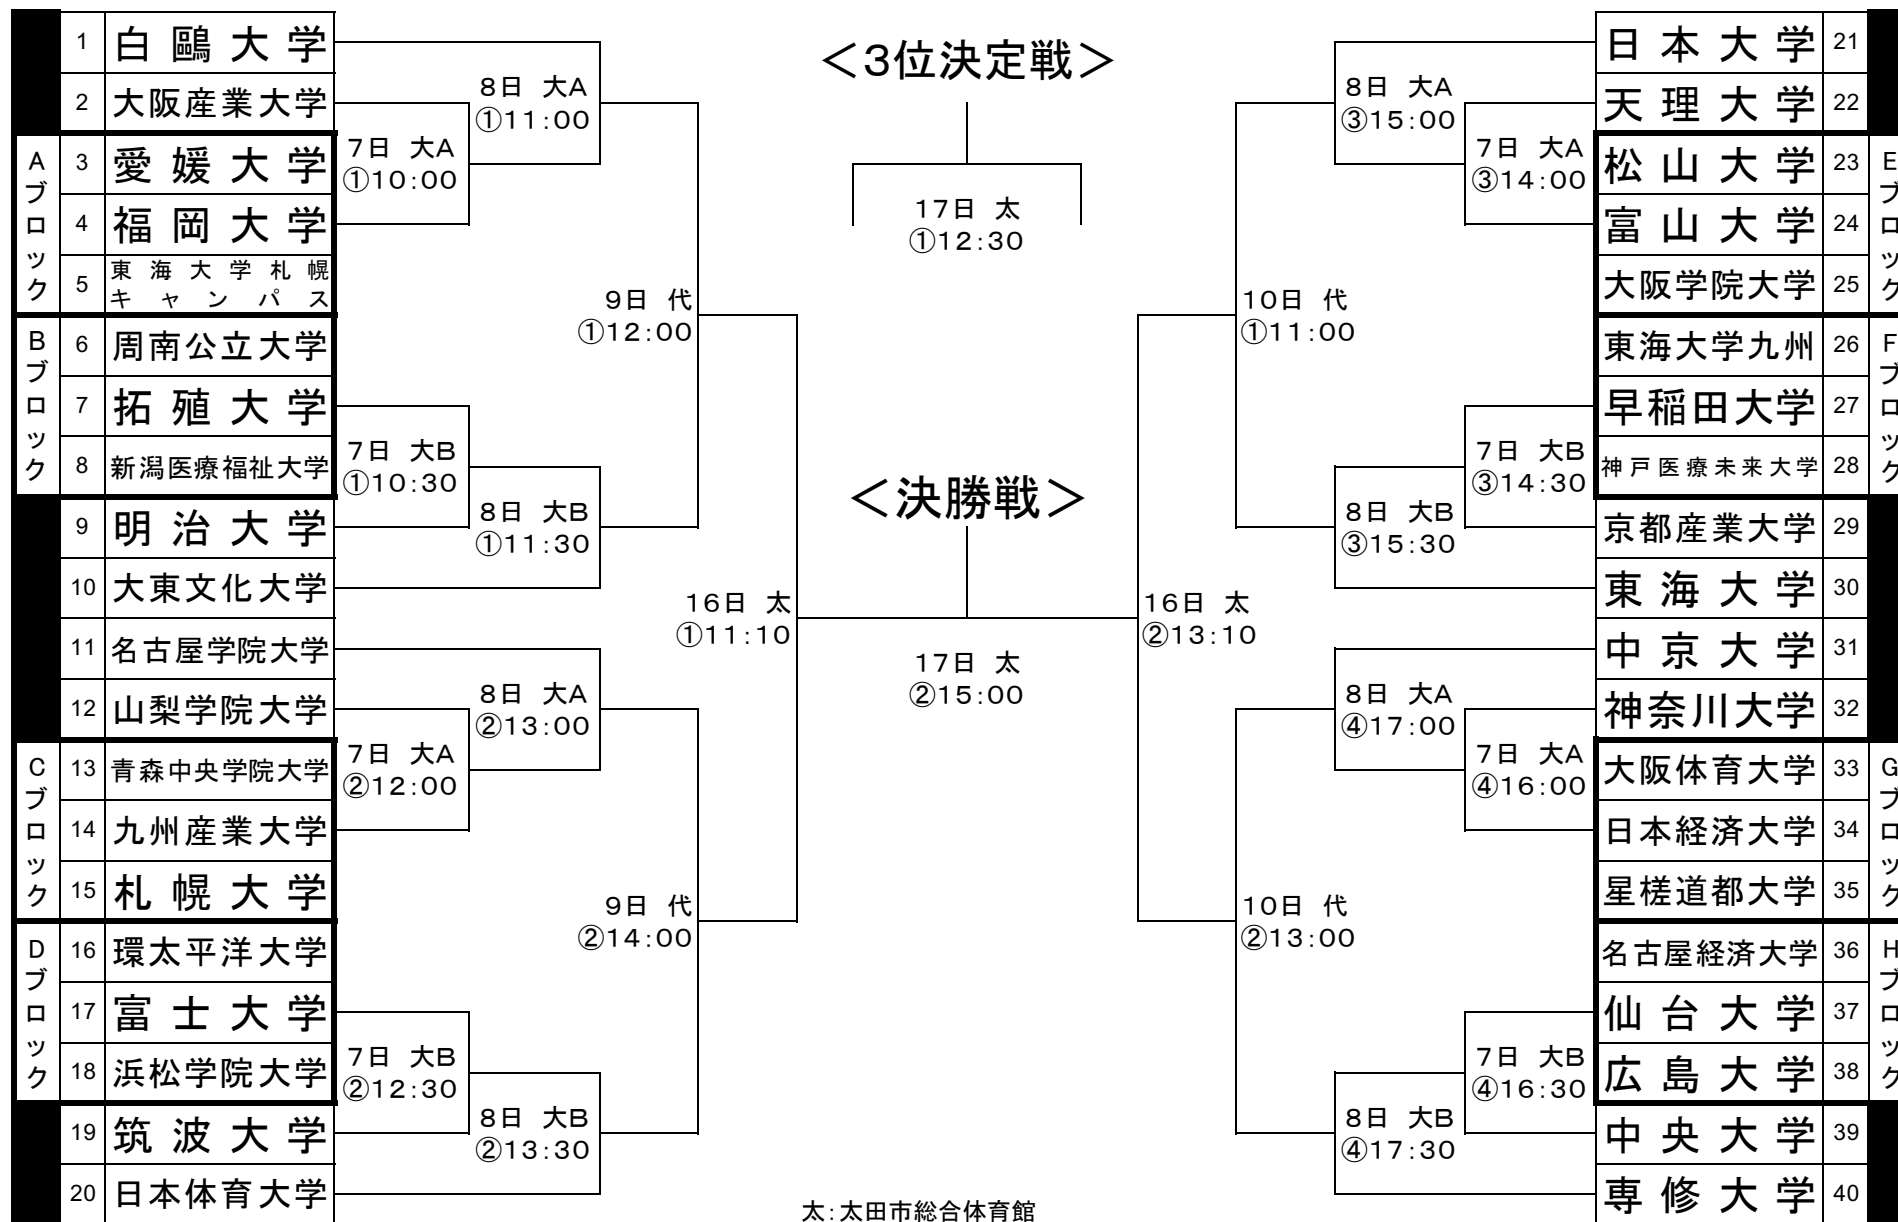 1 白鷗大学
2 大阪産業大学
Aブロック
3 愛媛大学
4 福岡大学
5 東海大学札幌
キャンパス
Bブロック
6 周南公立大学
7 拓殖大学
8 新潟医療福祉大学
9 明治大学
10 大東文化大学
11 名古屋学院大学
12 山梨学院大学
Cブロック
13 青森中央学院大学
14 九州産業大学
15 札幌大学
Dブロック
16 環太平洋大学
17 富士大学
18 浜松学院大学
19 筑波大学
20 日本体育大学
7日 大A
①10:00
7日 大B
①10:30
7日 大A
②12:00
7日 大B
②12:30
8日 大A
①11:00
8日 大B
①11:30
8日 大A
②13:00
8日 大B
②13:30
9日 代
①12:00
9日 代
②14:00
16日 太
①11:10
<3位決定戦>
17日 太
①12:30
<決勝戦>
17日 太
②15:00
太:太田市総合体育館
16日 太
②13:10
10日 代
①11:00
10日 代
②13:00
8日 大A
③15:00
8日 大B
③15:30
8日 大A
④17:00
8日 大B
④17:30
7日 大A
③14:00
7日 大B
③14:30
7日 大A
④16:00
7日 大B
④16:30
日本大学 21
天理大学 22
松山大学 23
富山大学 24
大阪学院大学 25
Eブロック
東海大学九州 26
早稲田大学 27
神戸医療未来大学 28
Fブロック
京都産業大学 29
東海大学 30
中京大学 31
神奈川大学 32
大阪体育大学 33
日本経済大学 34
星槎道都大学 35
Gブロック
名古屋経済大学 36
仙台大学 37
広島大学 38
Hブロック
中央大学 39
専修大学 40